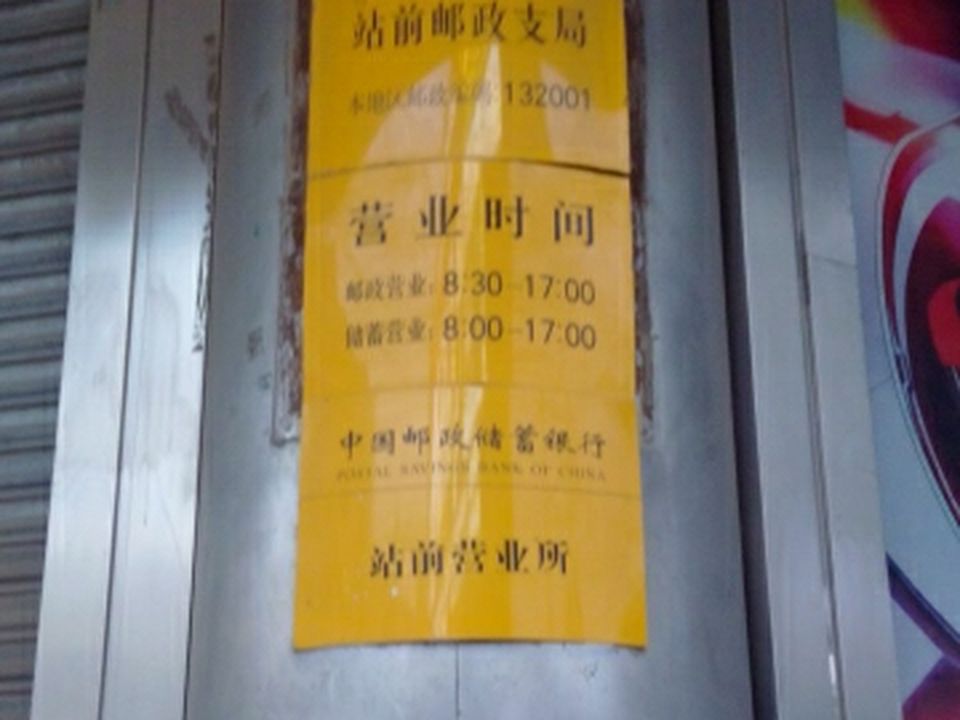 站前邮政支局
本地区邮政编码:132001
营业时间
邮政营业:8:30-17:00
储蓄营业:8:00-17:00
中国邮政储蓄银行
POSTAL SAVINGS BANK OF CHINA
站前营业所